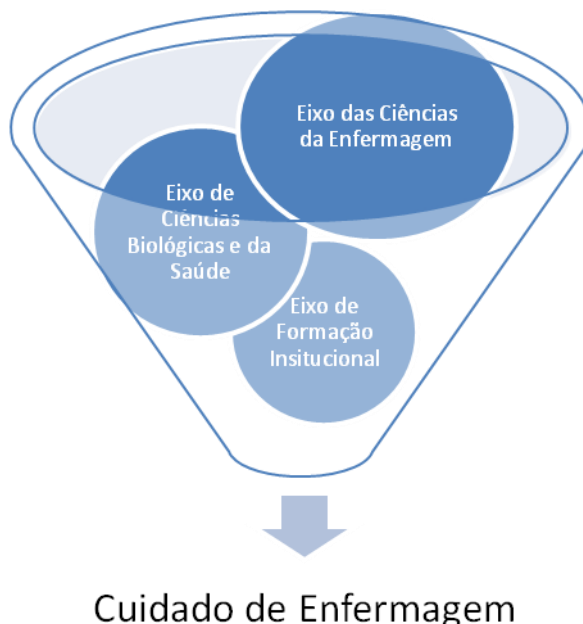 Eixo das Ciências
da Enfermagem
Eixo de
Ciências
Biológicas e da
Saúde
Eixo de
Formação
Insitucional
Cuidado de Enfermagem